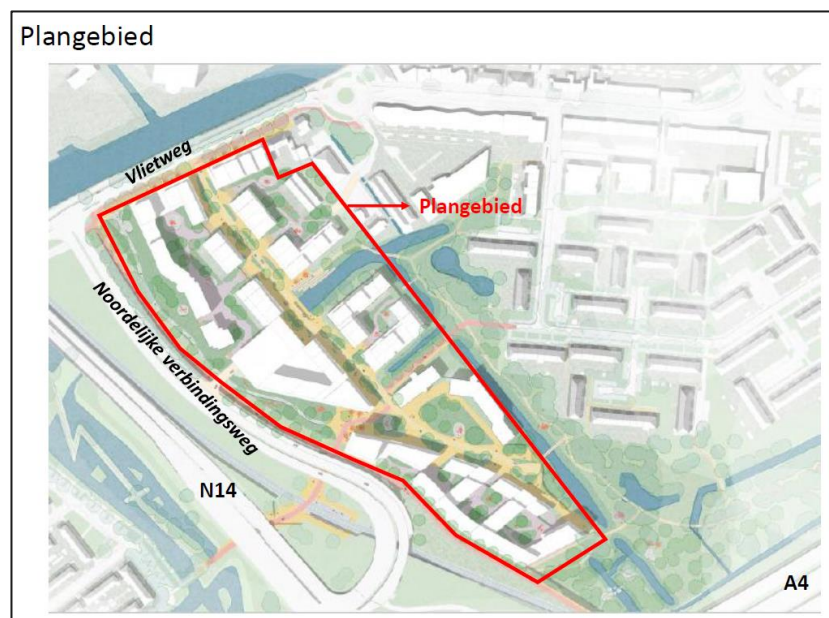 Plangebied
Vlietweg
Plangebied
Noordelijke verbindingsweg
N14
A4